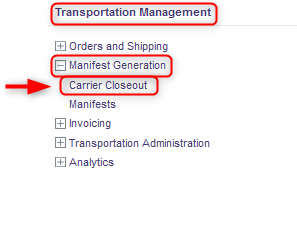 Transportation Management
Orders and Shipping
Manifest Generation
Carrier Closeout
Manifests
Invoicing
Transportation Administration
Analytics